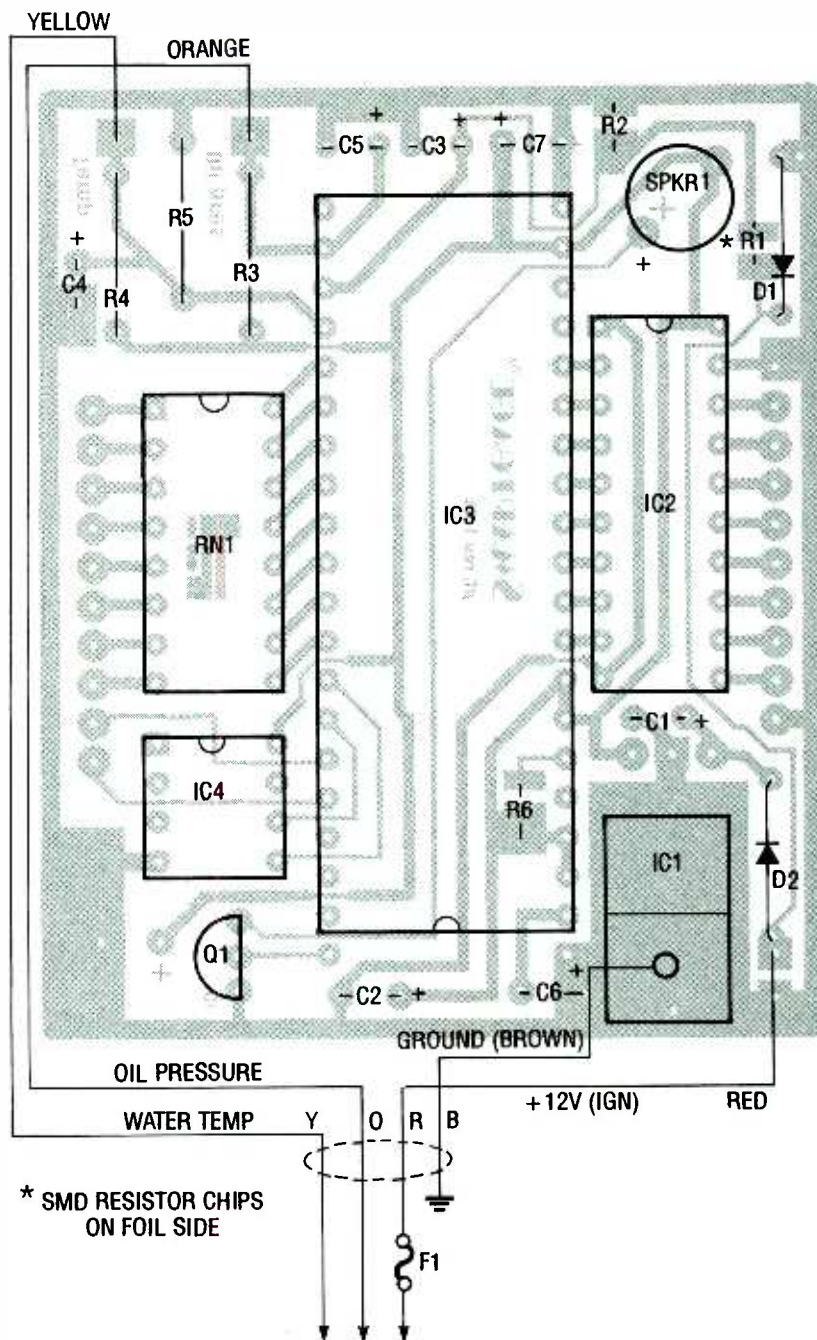 YELLOW
ORANGE
+ + +
- C5 - - C3 - - C7 -
R2
SPKR1
+
R5
+
C4
R4
R3
* R1
D1
IC3
IC2
RN1
- C1 - +
IC4
R6
IC1
D2
Q1
+
- C2 - +
- C6 -
+
GROUND (BROWN)
OIL PRESSURE
+12V (IGN) RED
WATER TEMP Y O R B
* SMD RESISTOR CHIPS
ON FOIL SIDE
F1